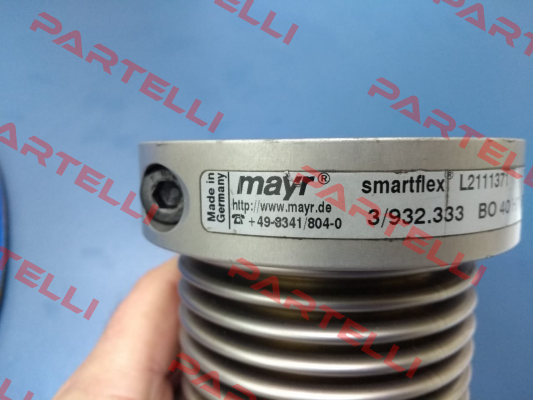 PARTELLI
PARTELLI
PARTELLI
Made in
Germany
mayr®
http://www.mayr.de
☎ +49-8341/804-0
smartflex® L2111371
3/932.333 BO 40
PARTELLI
PARTELLI
PARTELLI